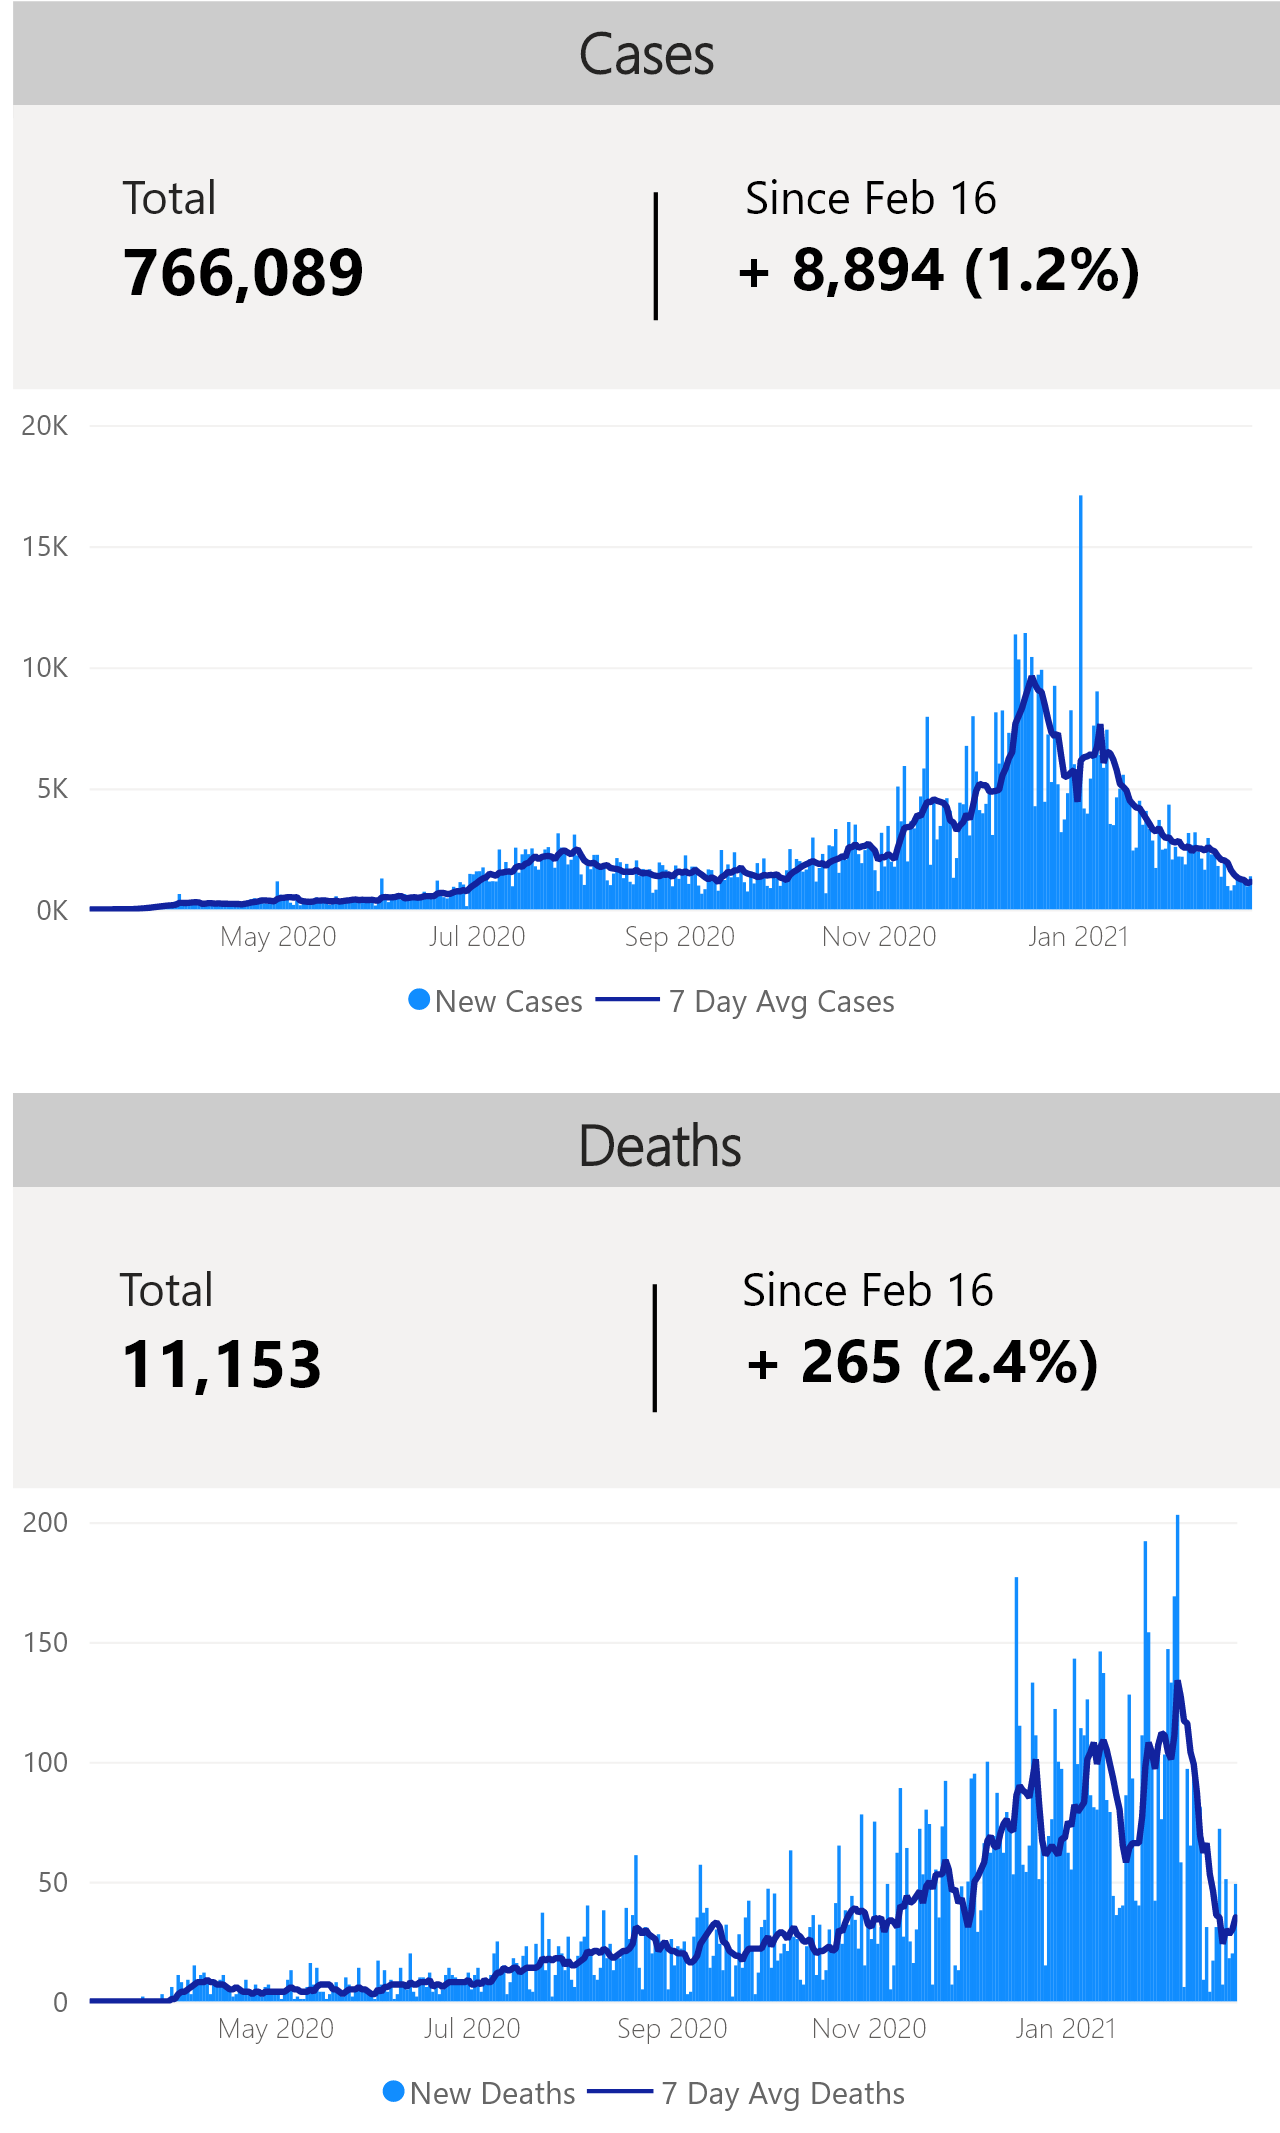 Cases
Total
766,089
Since Feb 16
+ 8,894 (1.2%)
20K
15K
10K
5K
0K
May 2020 Jul 2020 Sep 2020 Nov 2020 Jan 2021
New Cases 7 Day Avg Cases
Deaths
Total
11,153
Since Feb 16
+ 265 (2.4%)
200
150
100
50
0
May 2020 Jul 2020 Sep 2020 Nov 2020 Jan 2021
New Deaths 7 Day Avg Deaths